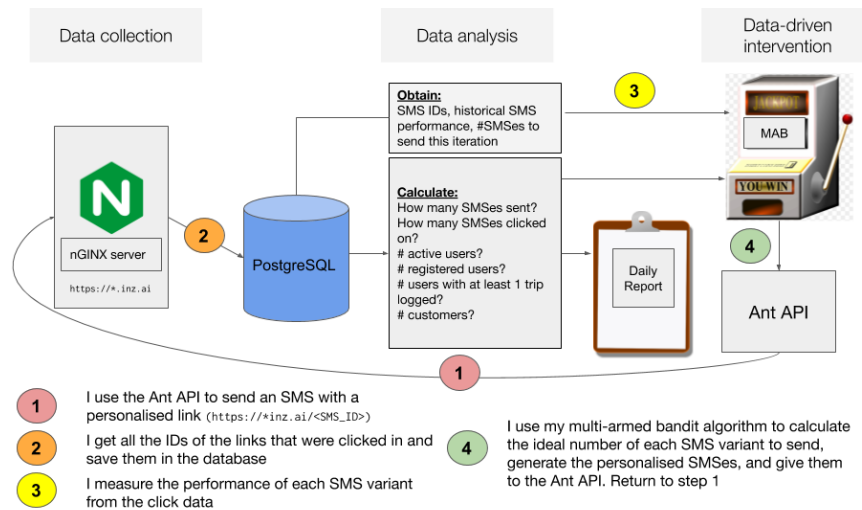 Data collection
Data analysis
Data-driven
intervention
Obtain:
SMS IDs, historical SMS
performance, #SMSes to
send this iteration
3
JACKPOT
MAB
YOU WIN
N
nGINX server
https://*.inz.ai
2
PostgreSQL
Calculate:
How many SMSes sent?
How many SMSes clicked
on?
# active users?
# registered users?
# users with at least 1 trip
logged?
# customers?
Daily
Report
4
Ant API
1
1
I use the Ant API to send an SMS with a
personalised link (https://*inz.ai/<SMS_ID>)
2
I get all the IDs of the links that were clicked in and
save them in the database
3
I measure the performance of each SMS variant
from the click data
4
I use my multi-armed bandit algorithm to calculate
the ideal number of each SMS variant to send,
generate the personalised SMSes, and give them
to the Ant API. Return to step 1